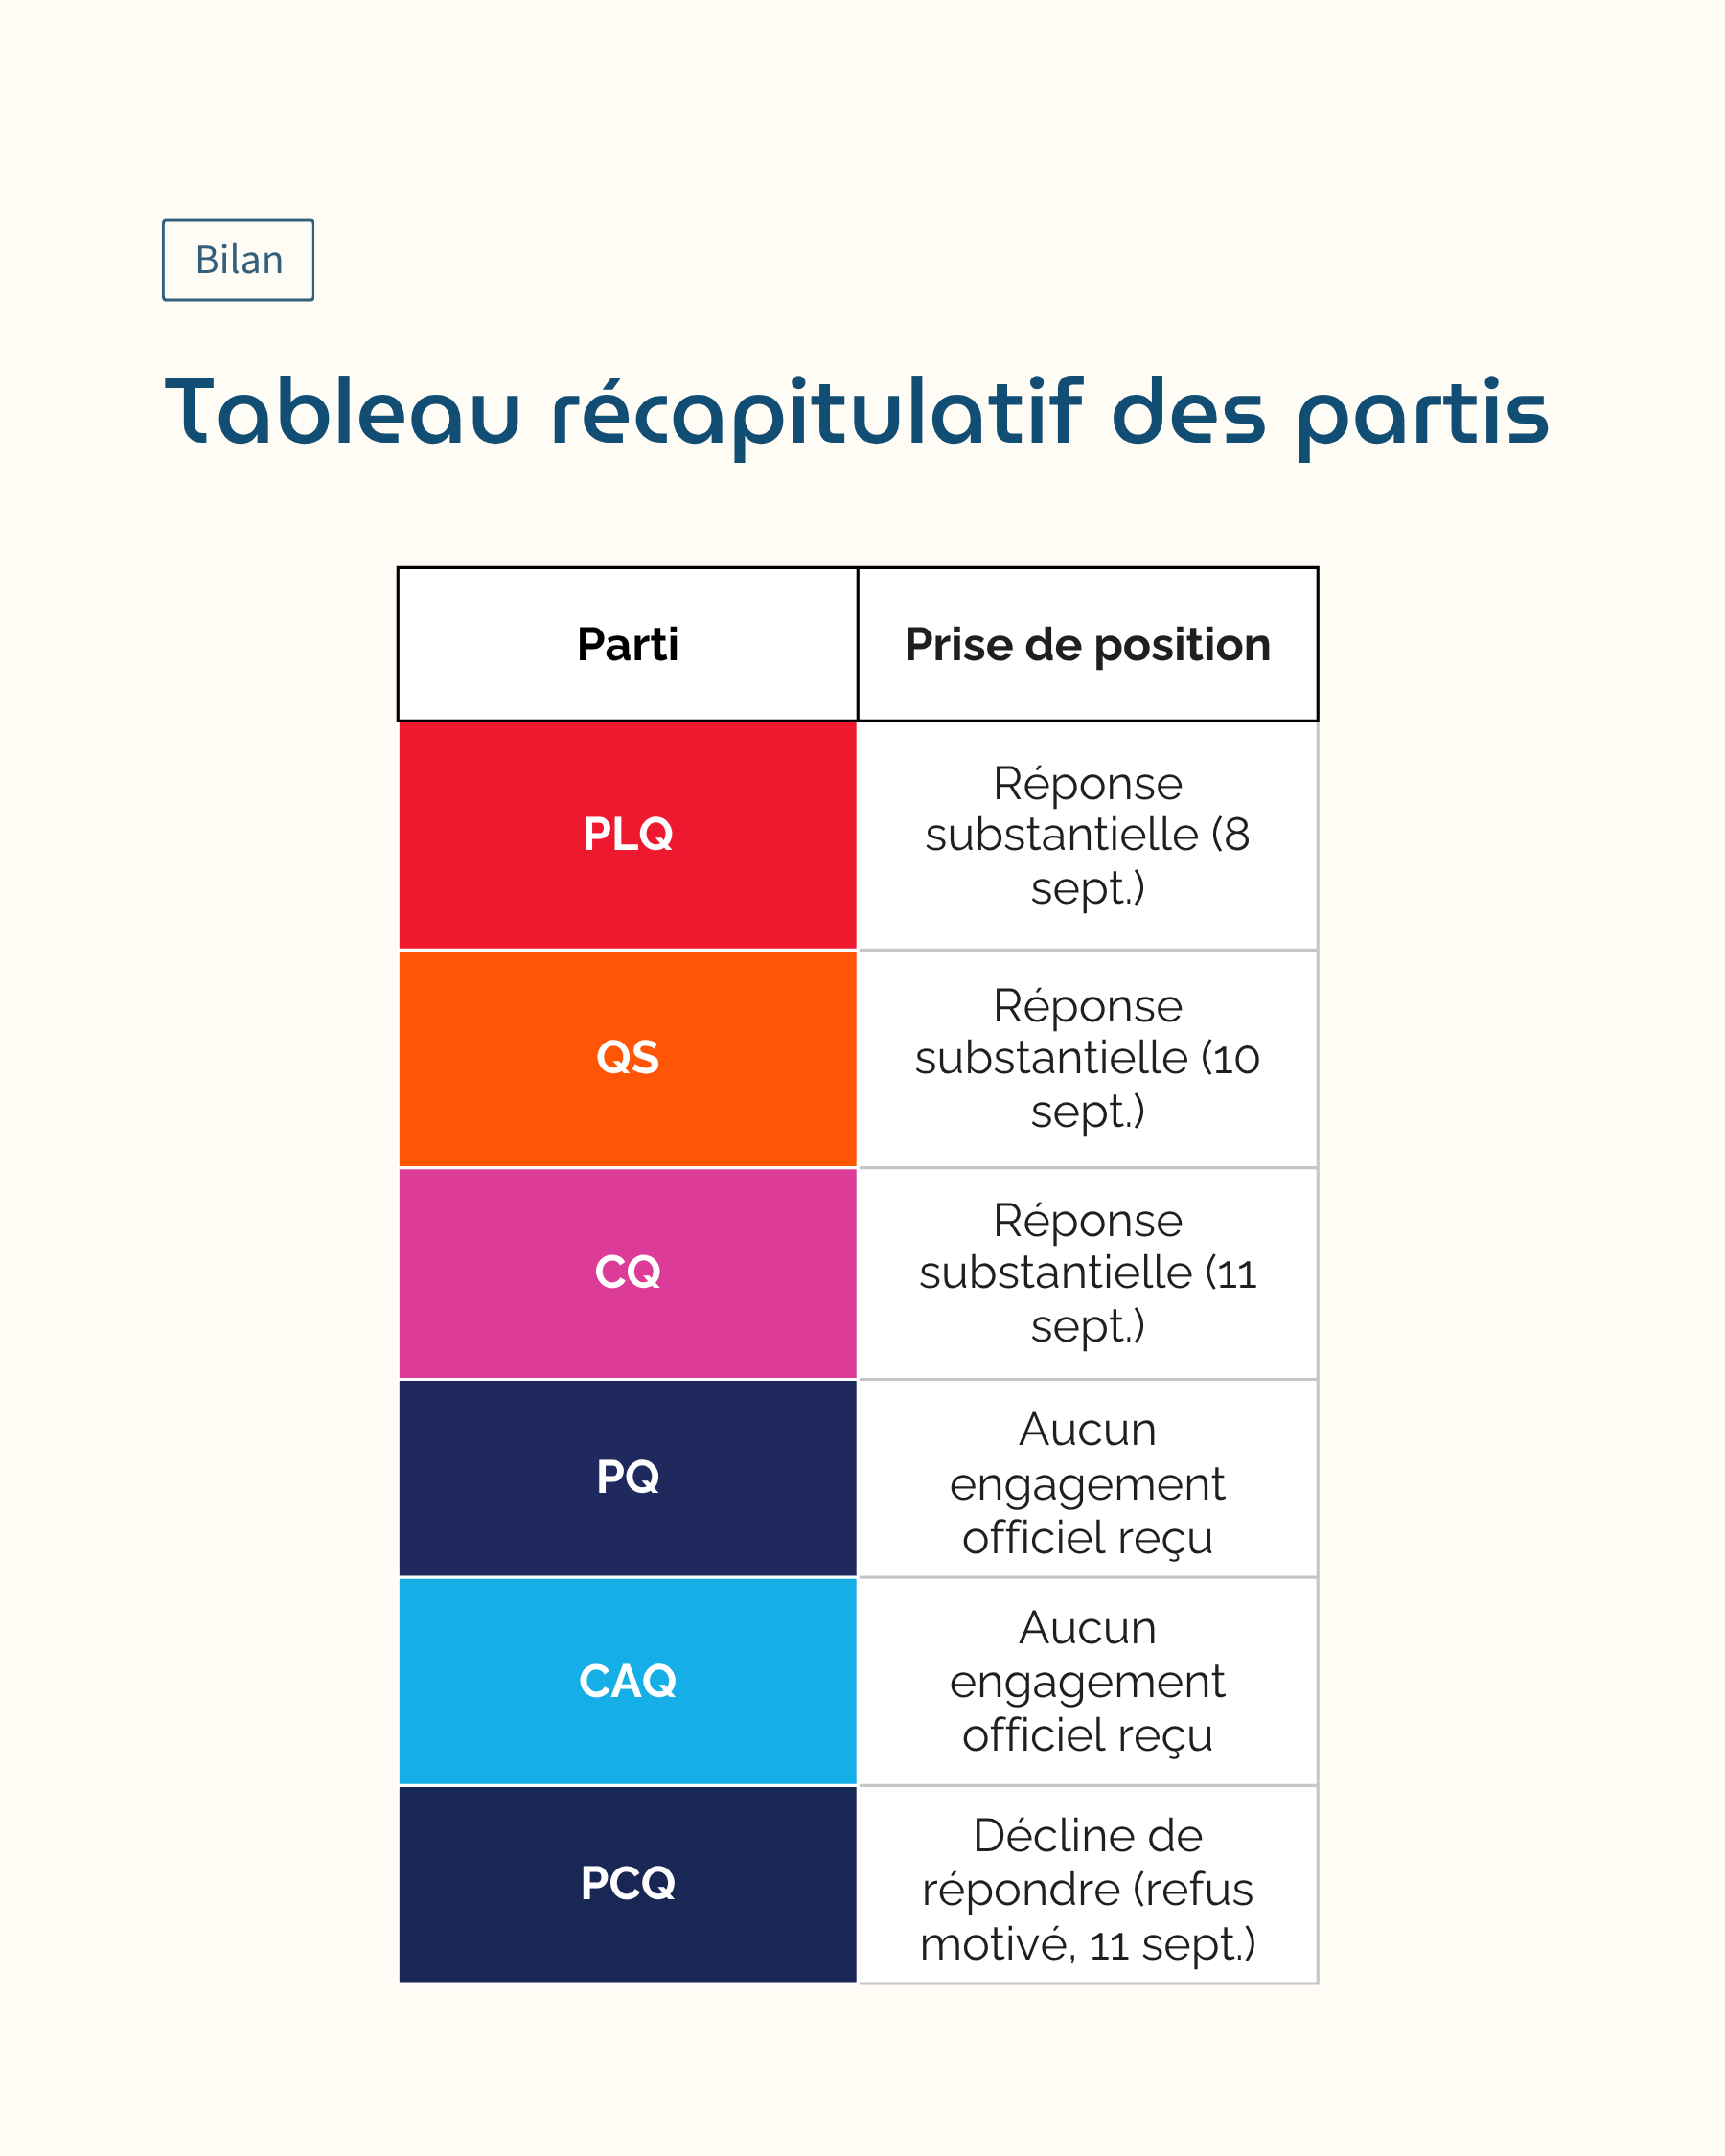 Bilan
Tableau récapitulatif des partis
Parti
Prise de position
PLQ
Réponse
substantielle (8
sept.)
QS
Réponse
substantielle (10
sept.)
CQ
Réponse
substantielle (11
sept.)
PQ
Aucun
engagement
officiel reçu
CAQ
Aucun
engagement
officiel reçu
PCQ
Décline de
répondre (refus
motivé, 11 sept.)